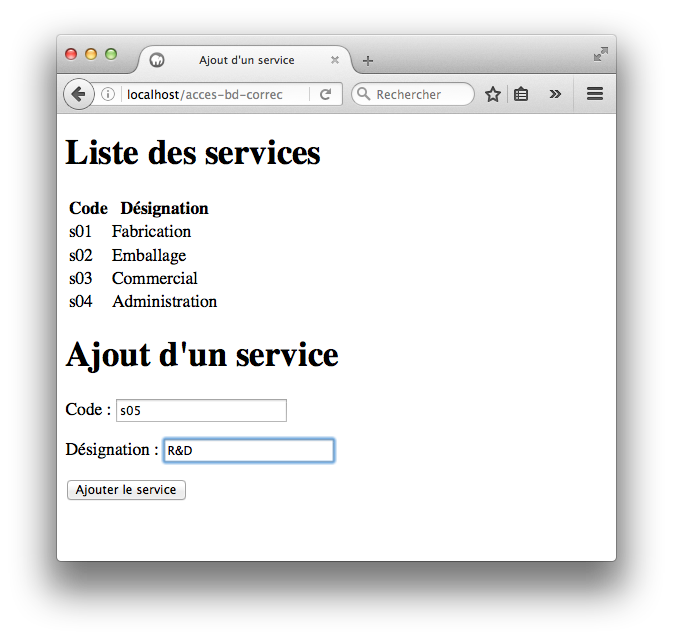 Ajout d'un service
localhost/acces-bd-correc
Rechercher
Liste des services
Code Désignation
s01 Fabrication
s02 Emballage
s03 Commercial
s04 Administration
Ajout d'un service
Code : s05
Désignation : R&D
Ajouter le service